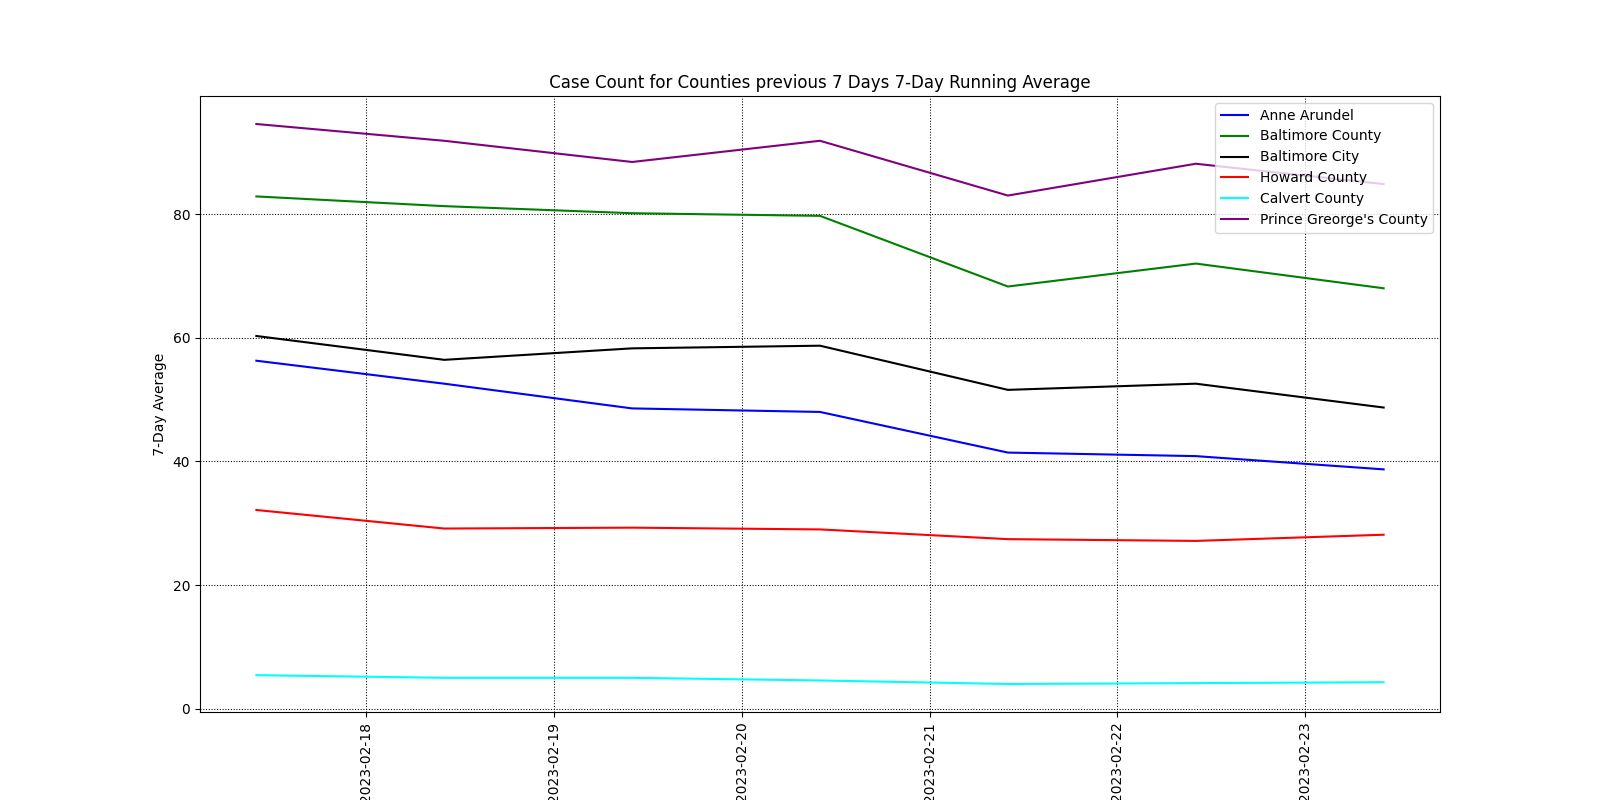 Case Count for Counties previous 7 Days 7-Day Running Average
Anne Arundel
Baltimore County
Baltimore City
Howard County
Calvert County
Prince Greorge's County
7-Day Average
80
60
40
20
0
2023-02-18
2023-02-19
2023-02-20
2023-02-21
2023-02-22
2023-02-23